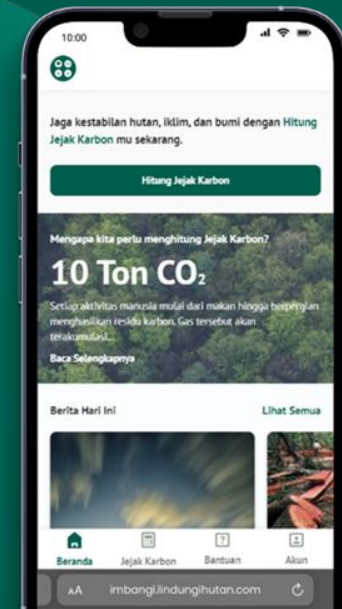 10:00
Jaga kestabilan hutan, iklim, dan bumi dengan Hitung
Jejak Karbon mu sekarang.
Hitung Jejak Karbon
Mengapa kita perlu menghitung Jejak Karbon?
10 Ton CO₂
Setiap aktivitas manusia mulai dari makan hingga berpergian
menghasilkan residu karbon. Gas tersebut akan
terakumulasi...
Baca Selengkapnya
Berita Hari Ini
Lihat Semua
Beranda
Jejak Karbon
Bantuan
Akun
AA
imbangi.lindungihutan.com